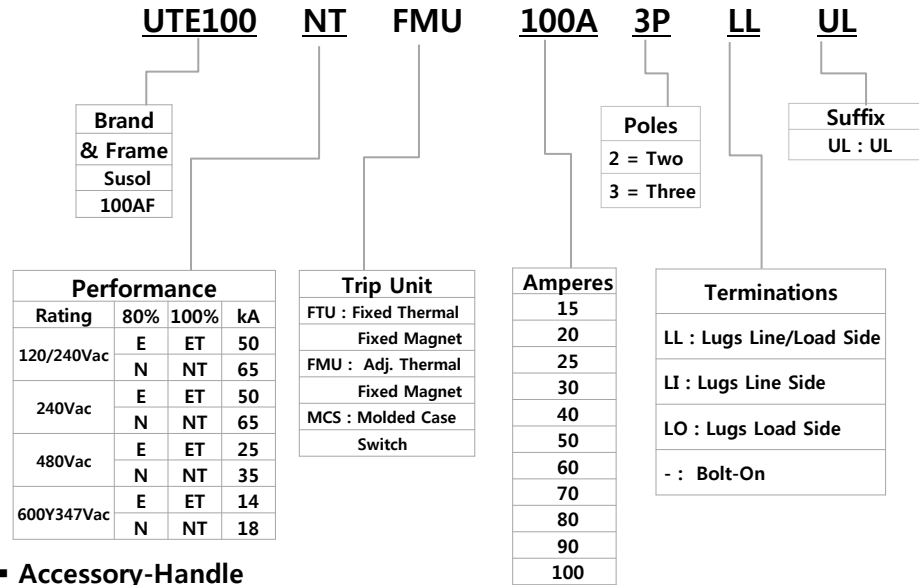 UTE100 NT FMU 100A 3P LL UL
Brand
& Frame
Susol
100AF
Poles
2 = Two
3 = Three
Suffix
UL : UL
Performance
Rating 80% 100% kA
120/240Vac E ET 50
N NT 65
240Vac E ET 50
N NT 65
480Vac E ET 25
N NT 35
600Y347Vac E ET 14
N NT 18
Trip Unit
FTU : Fixed Thermal
Fixed Magnet
FMU : Adj. Thermal
Fixed Magnet
MCS : Molded Case
Switch
Amperes
15
20
25
30
40
50
60
70
80
90
100
Terminations
LL : Lugs Line/Load Side
LI : Lugs Line Side
LO : Lugs Load Side
- : Bolt-On
▪ Accessory-Handle